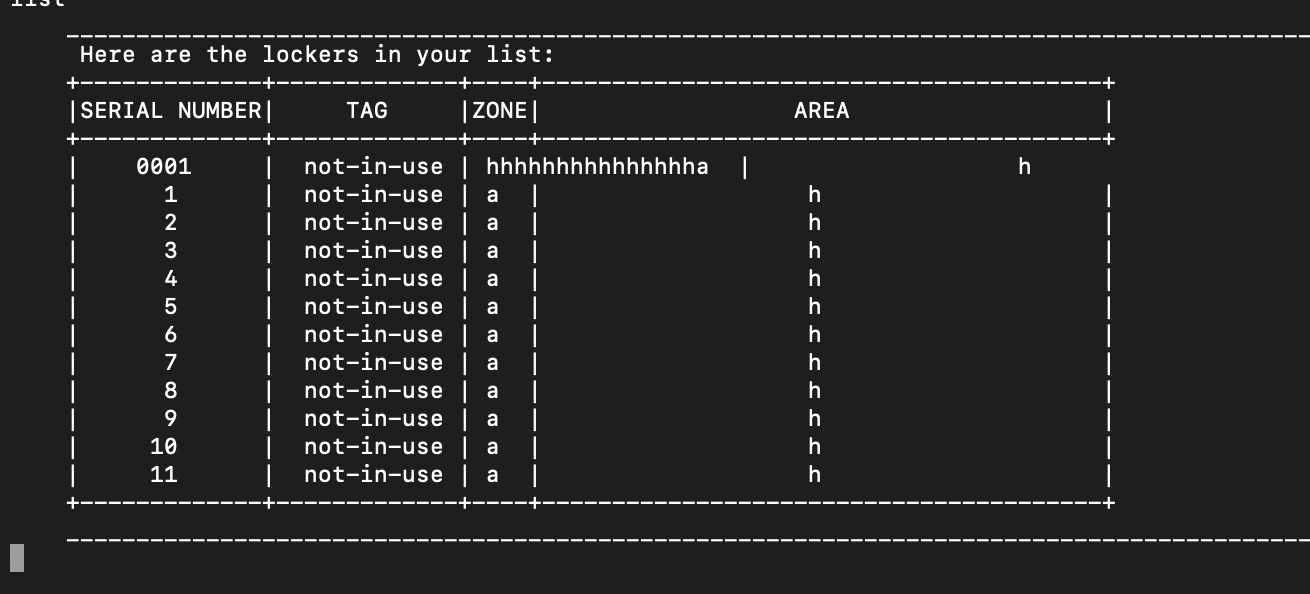 list
Here are the lockers in your list:
+-------------+-------------+----+----------------------------------------+
|SERIAL NUMBER| TAG |ZONE| AREA |
+-------------+-------------+----+----------------------------------------+
| 0001 | not-in-use | hhhhhhhhhhhhhhha | h
| 1 | not-in-use | a | h |
| 2 | not-in-use | a | h |
| 3 | not-in-use | a | h |
| 4 | not-in-use | a | h |
| 5 | not-in-use | a | h |
| 6 | not-in-use | a | h |
| 7 | not-in-use | a | h |
| 8 | not-in-use | a | h |
| 9 | not-in-use | a | h |
| 10 | not-in-use | a | h |
| 11 | not-in-use | a | h |
+-------------+-------------+----+----------------------------------------+